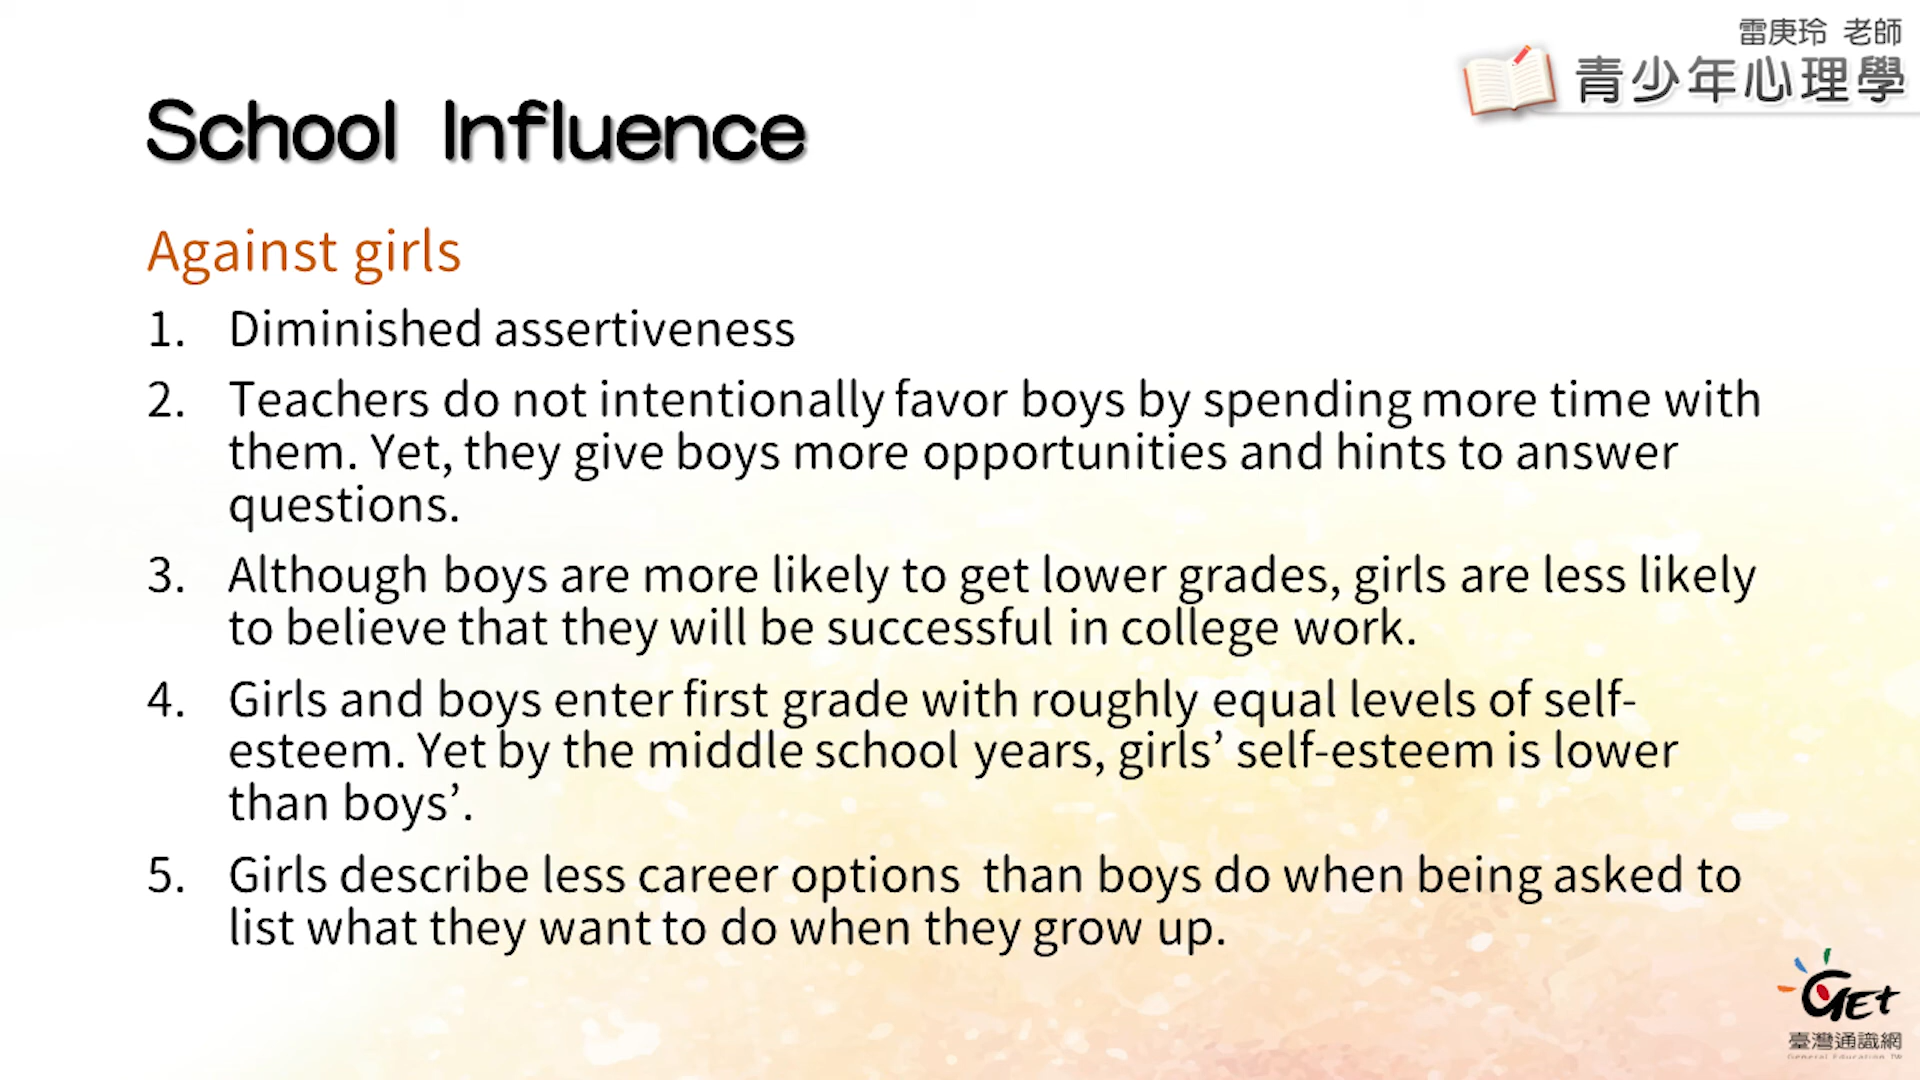 雷庚玲 老師
青少年心理學
School Influence
Against girls
1. Diminished assertiveness
2. Teachers do not intentionally favor boys by spending more time with
them. Yet, they give boys more opportunities and hints to answer
questions.
3. Although boys are more likely to get lower grades, girls are less likely
to believe that they will be successful in college work.
4. Girls and boys enter first grade with roughly equal levels of self-
esteem. Yet by the middle school years, girls’ self-esteem is lower
than boys’.
5. Girls describe less career options than boys do when being asked to
list what they want to do when they grow up.
GEt
臺灣通識網
General Education TW